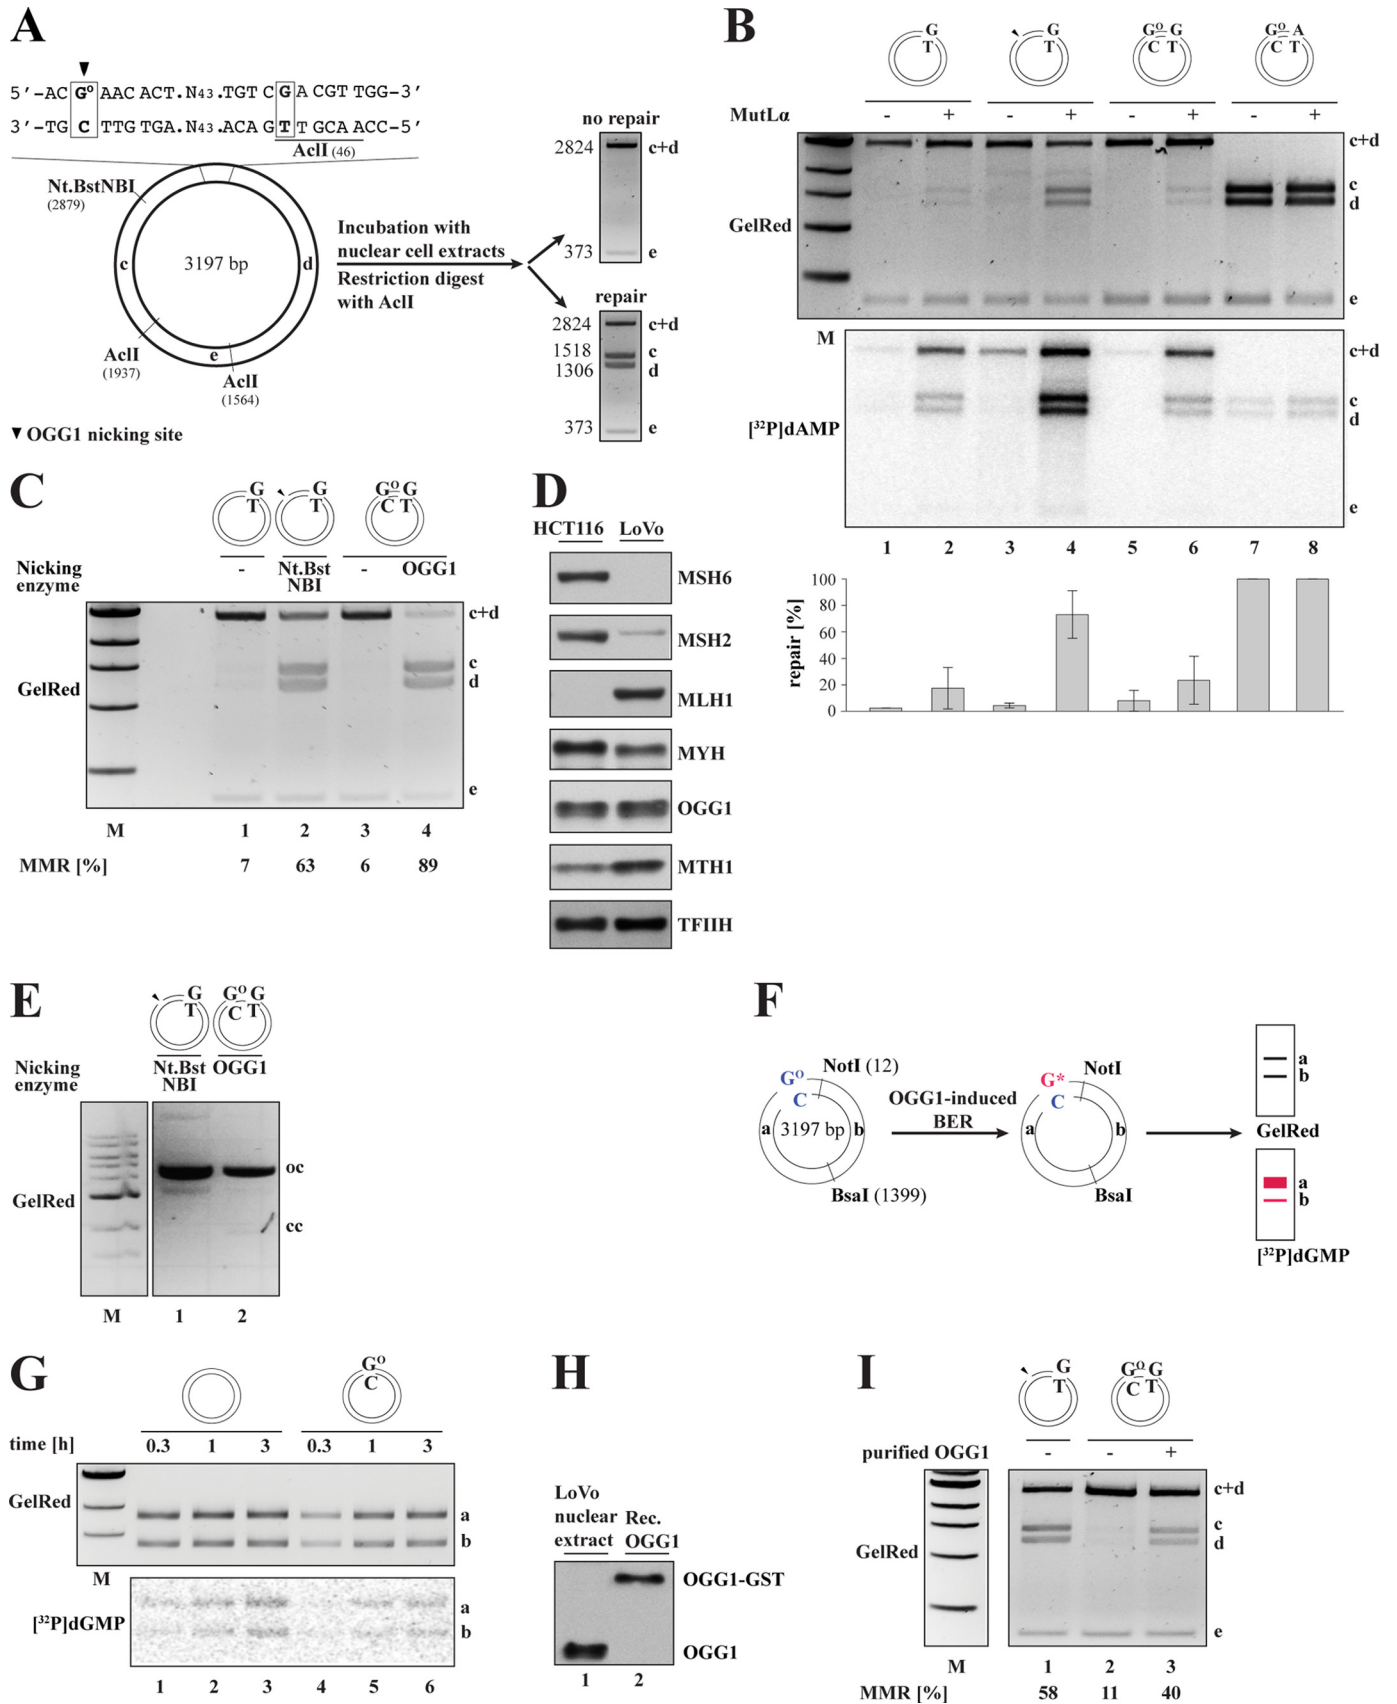 A
5′-AC G⁰ AAC ACT.N43.TGT C G A CGT TGG-3′
3′-TG C TTG TGA.N43.ACA G T T GCA ACC-5′
AclI (46)
Nt.BstNBI
(2879)
c
3197 bp
d
e
AclI
(1937)
AclI
(1564)
Incubation with
nuclear cell extracts
Restriction digest
with AclI
no repair
2824 c+d
373 e
repair
2824 c+d
1518 c
1306 d
373 e
▼ OGG1 nicking site
B
G G G⁰ G G⁰ A
T T C T C T
MutLα - + - + - + - +
GelRed
c+d
c
d
e
M
[³²P]dAMP
c+d
c
d
e
1 2 3 4 5 6 7 8
repair [%]
100
80
60
40
20
0
C
G G G⁰ G
T T C T
Nicking
enzyme
- Nt.Bst
NBI
- OGG1
GelRed
c+d
c
d
e
M 1 2 3 4
MMR [%] 7 63 6 89
D
HCT116 LoVo
MSH6
MSH2
MLH1
MYH
OGG1
MTH1
TFIIH
E
G G⁰ G
T C T
Nicking
enzyme
Nt.Bst
NBI
OGG1
GelRed
oc
cc
M 1 2
F
G⁰
C
NotI (12)
a 3197 bp b
BsaI (1399)
OGG1-induced
BER
G*
C
NotI
a b
BsaI
a
b
GelRed
a
b
[³²P]dGMP
G
G⁰
C
time [h] 0.3 1 3 0.3 1 3
GelRed
a
b
M
[³²P]dGMP
a
b
1 2 3 4 5 6
H
LoVo
nuclear
extract
Rec.
OGG1
OGG1-GST
OGG1
1 2
I
G G⁰ G
T C T
purified OGG1 - - +
GelRed
c+d
c
d
e
M 1 2 3
MMR [%] 58 11 40